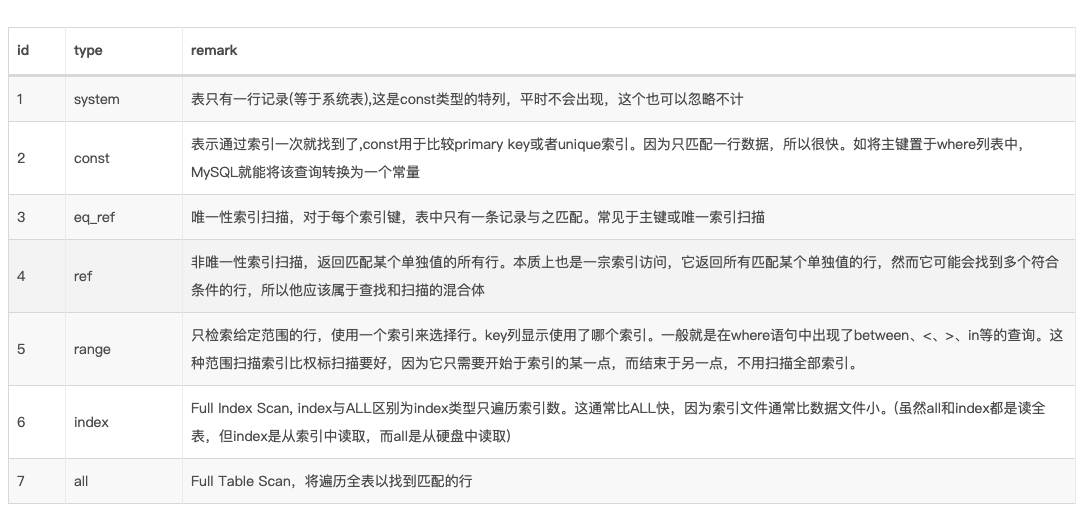 id type remark
1 system 表只有一行记录(等于系统表),这是const类型的特列，平时不会出现，这个也可以忽略不计
2 const 表示通过索引一次就找到了,const用于比较primary key或者unique索引。因为只匹配一行数据，所以很快。如将主键置于where列表中，
MySQL就能将该查询转换为一个常量
3 eq_ref 唯一性索引扫描，对于每个索引键，表中只有一条记录与之匹配。常见于主键或唯一索引扫描
4 ref 非唯一性索引扫描，返回匹配某个单独值的所有行。本质上也是一宗索引访问，它返回所有匹配某个单独值的行，然而它可能会找到多个符合
条件的行，所以他应该属于查找和扫描的混合体
5 range 只检索给定范围的行，使用一个索引来选择行。key列显示使用了哪个索引。一般就是在where语句中出现了between、<、>、in等的查询。这
种范围扫描索引比权标扫描要好，因为它只需要开始于索引的某一点，而结束于另一点，不用扫描全部索引。
6 index Full Index Scan, index与ALL区别为index类型只遍历索引数。这通常比ALL快，因为索引文件通常比数据文件小。(虽然all和index都是读全
表，但index是从索引中读取，而all是从硬盘中读取)
7 all Full Table Scan，将遍历全表以找到匹配的行